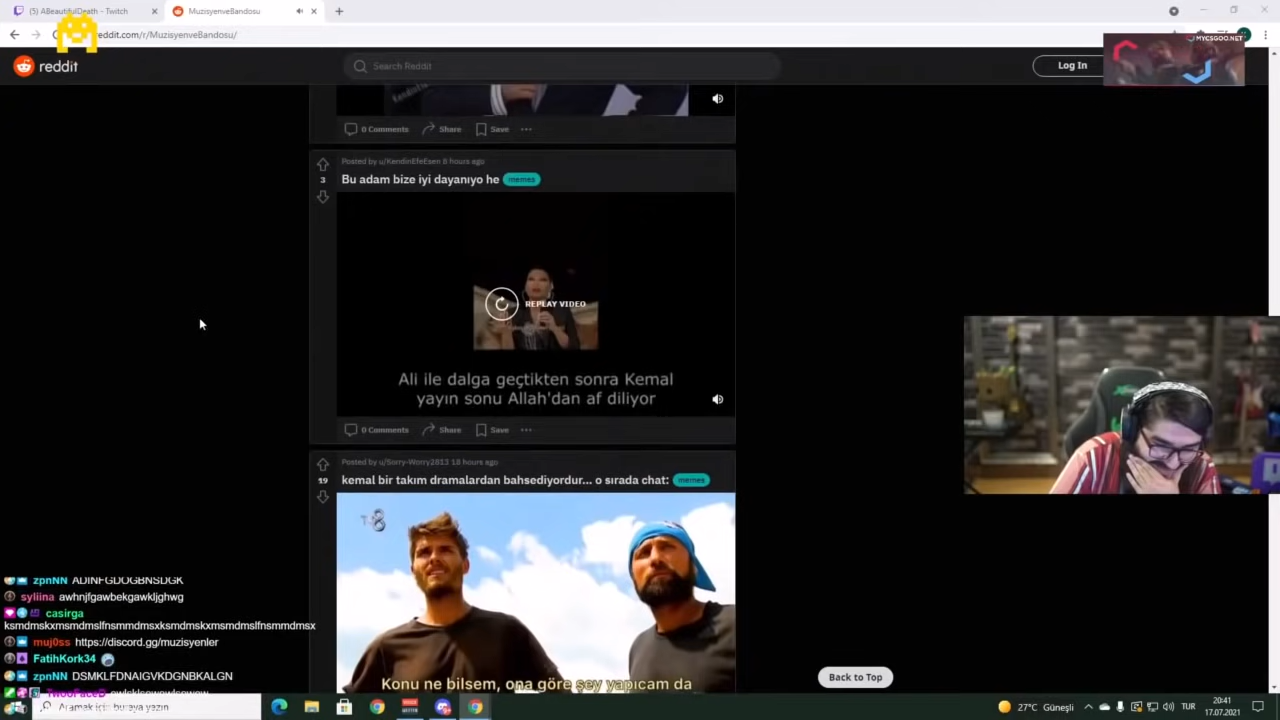 (5) ABeautifulDeath - Twitch
MuzisyenveBandosu
reddit.com/r/MuzisyenveBandosu/
MYCSGOO.NET
reddit
Search Reddit
Log In
0 Comments Share Save
Posted by u/KendinEfeEsen 8 hours ago
3
Bu adam bize iyi dayanıyo he memes
REPLAY VIDEO
Ali ile dalga geçtikten sonra Kemal
yayın sonu Allah'dan af diliyor
0 Comments Share Save
Posted by u/Sorry-Worry2813 18 hours ago
19
kemal bir takım dramalardan bahsediyordur... o sırada chat: memes
Konu ne bilsem, ona göre şey yapıcam da
zpnNN ADINFGDOGBNSDGK
syliina awhnjfgawbekgawkljghwg
casirga
ksmdmskxmsmdmslfnsmmdmsxksmdmskxmsmdmslfnsmmdmsx
muj0ss https://discord.gg/muzisyenler
FatihKork34
zpnNN DSMKLFDNAIGVKDGNBKALGN
Back to Top
Aramak için buraya yazın
27°C Güneşli
TUR
20:41
17.07.2021